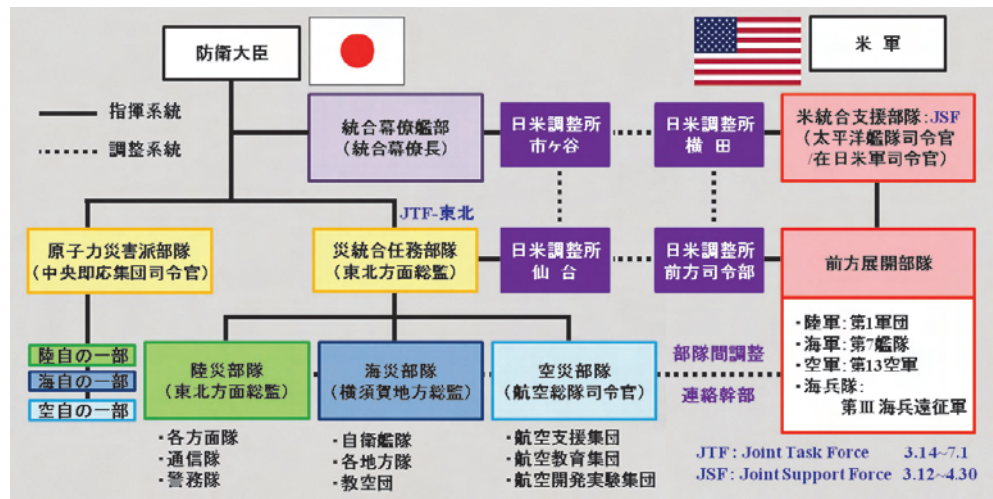 防衛大臣
米 軍
指揮系統
調整系統
統合幕僚艦部
(統合幕僚長)
日米調整所
市ヶ谷
日米調整所
横 田
米統合支援部隊:JSF
(太平洋艦隊司令官
/在日米軍司令官)
JTF-東北
原子力災害派部隊
(中央即応集団司令官)
災統合任務部隊
(東北方面総監)
日米調整所
仙 台
日米調整所
前方司令部
前方展開部隊
・陸軍:第1軍団
・海軍:第7艦隊
・空軍:第13空軍
・海兵隊:
第Ⅲ海兵遠征軍
陸自の一部
海自の一部
空自の一部
陸災部隊
(東北方面総監)
海災部隊
(横須賀地方総監)
空災部隊
(航空総隊司令官)
部隊間調整
連絡幹部
・各方面隊
・通信隊
・警務隊
・自衛艦隊
・各地方隊
・教空団
・航空支援集団
・航空教育集団
・航空開発実験集団
JTF : Joint Task Force 3.14~7.1
JSF : Joint Support Force 3.12~4.30